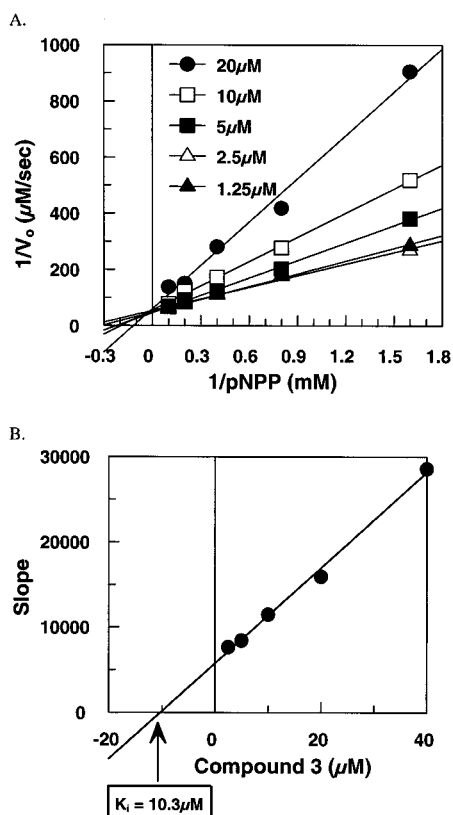 A.
1/Vₒ (µM/sec)
1000
800
600
400
200
0
20µM
10µM
5µM
2.5µM
1.25µM
-0.3 0 0.3 0.6 0.9 1.2 1.5 1.8
1/pNPP (mM)
B.
Slope
30000
20000
10000
0
-20 0 20 40
Compound 3 (µM)
Kᵢ = 10.3µM